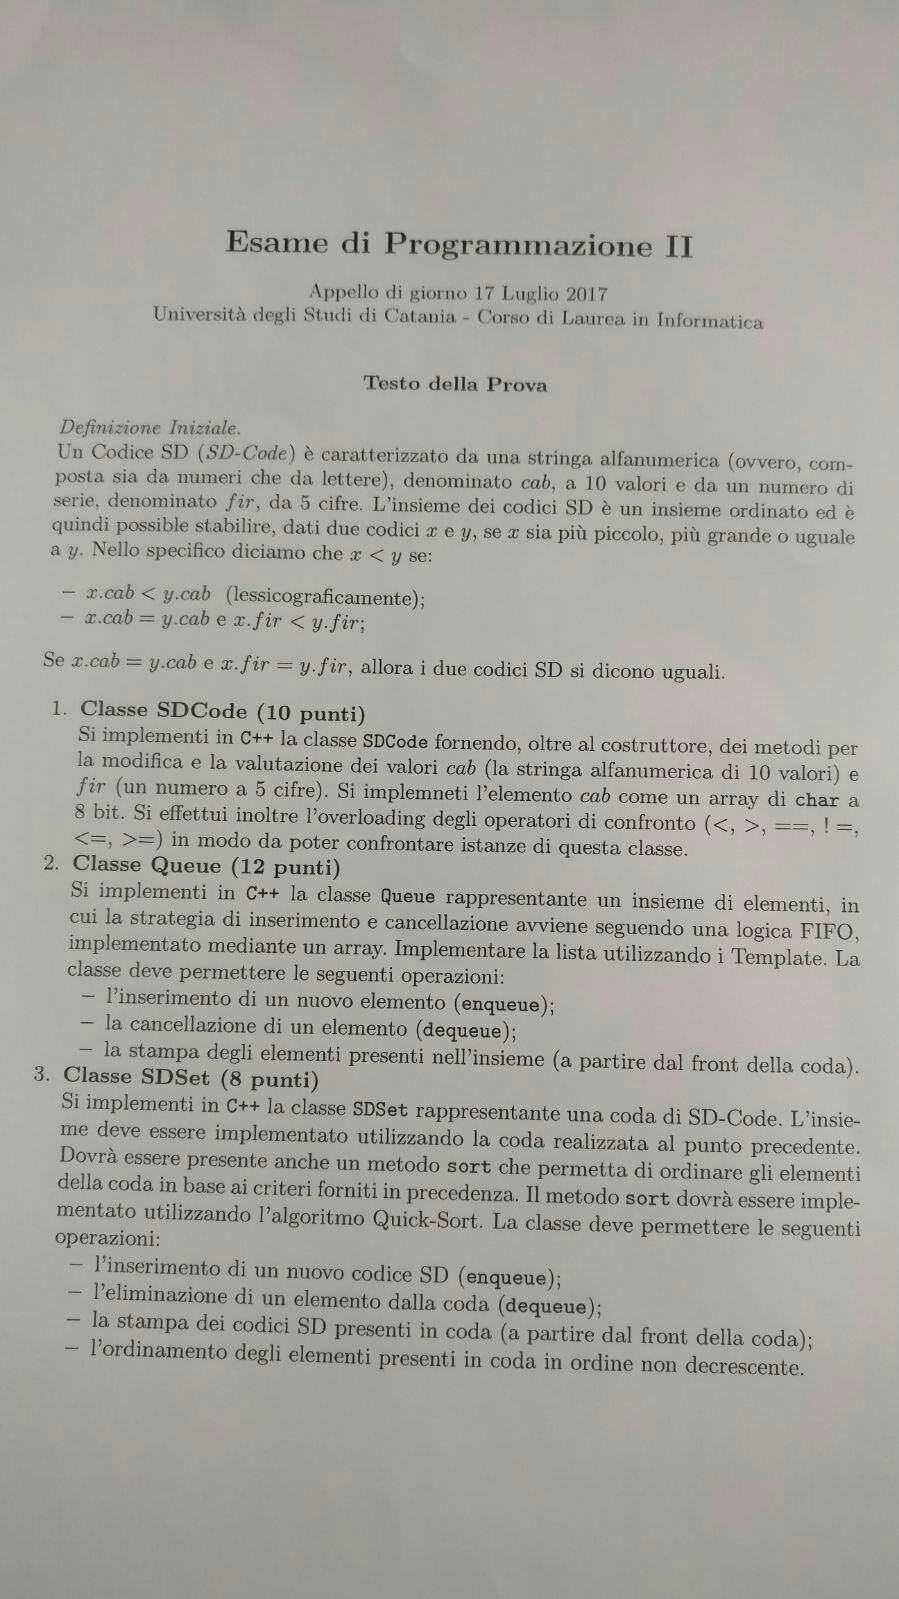 Esame di Programmazione II
Appello di giorno 17 Luglio 2017
Università degli Studi di Catania - Corso di Laurea in Informatica
Testo della Prova
Definizione Iniziale.
Un Codice SD (SD-Code) è caratterizzato da una stringa alfanumerica (ovvero, com-
posta sia da numeri che da lettere), denominato cab, a 10 valori e da un numero di
serie, denominato fir, da 5 cifre. L'insieme dei codici SD è un insieme ordinato ed è
quindi possible stabilire, dati due codici x e y, se x sia più piccolo, più grande o uguale
a y. Nello specifico diciamo che x < y se:
– x.cab < y.cab (lessicograficamente);
– x.cab = y.cab e x.fir < y.fir;
Se x.cab = y.cab e x.fir = y.fir, allora i due codici SD si dicono uguali.
1. Classe SDCode (10 punti)
Si implementi in C++ la classe SDCode fornendo, oltre al costruttore, dei metodi per
la modifica e la valutazione dei valori cab (la stringa alfanumerica di 10 valori) e
fir (un numero a 5 cifre). Si implemneti l'elemento cab come un array di char a
8 bit. Si effettui inoltre l'overloading degli operatori di confronto (<, >, ==, ! =,
<=, >=) in modo da poter confrontare istanze di questa classe.
2. Classe Queue (12 punti)
Si implementi in C++ la classe Queue rappresentante un insieme di elementi, in
cui la strategia di inserimento e cancellazione avviene seguendo una logica FIFO,
implementato mediante un array. Implementare la lista utilizzando i Template. La
classe deve permettere le seguenti operazioni:
– l'inserimento di un nuovo elemento (enqueue);
– la cancellazione di un elemento (dequeue);
– la stampa degli elementi presenti nell'insieme (a partire dal front della coda).
3. Classe SDSet (8 punti)
Si implementi in C++ la classe SDSet rappresentante una coda di SD-Code. L'insie-
me deve essere implementato utilizzando la coda realizzata al punto precedente.
Dovrà essere presente anche un metodo sort che permetta di ordinare gli elementi
della coda in base ai criteri forniti in precedenza. Il metodo sort dovrà essere imple-
mentato utilizzando l'algoritmo Quick-Sort. La classe deve permettere le seguenti
operazioni:
– l'inserimento di un nuovo codice SD (enqueue);
– l'eliminazione di un elemento dalla coda (dequeue);
– la stampa dei codici SD presenti in coda (a partire dal front della coda);
– l'ordinamento degli elementi presenti in coda in ordine non decrescente.